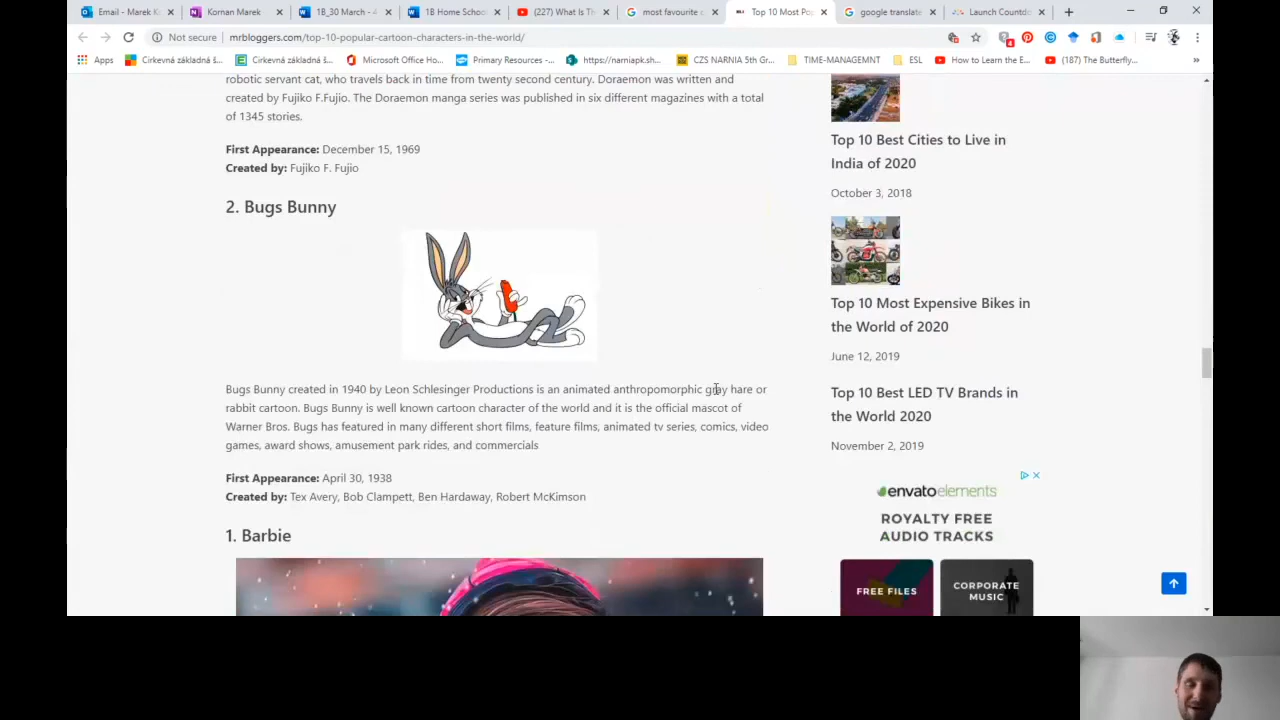 Email - Marek K
Kornan Marek
1B_30 March - 4
1B Home School
(227) What Is Th
most favourite c
Top 10 Most Pop
google translate
Launch Countdo
Not secure
mrbloggers.com/top-10-popular-cartoon-characters-in-the-world/
4
Apps
Cirkevná základná š...
Cirkevná základná š...
Microsoft Office Ho...
Primary Resources -...
https://narniapk.sh...
CZS NARNIA 5th Gr...
TIME-MANAGEMNT
ESL
How to Learn the E...
(187) The Butterfly...
»
robotic servant cat, who travels back in time from twenty second century. Doraemon was written and
created by Fujiko F.Fujio. The Doraemon manga series was published in six different magazines with a total
of 1345 stories.
First Appearance: December 15, 1969
Created by: Fujiko F. Fujio
2. Bugs Bunny
Bugs Bunny created in 1940 by Leon Schlesinger Productions is an animated anthropomorphic gray hare or
rabbit cartoon. Bugs Bunny is well known cartoon character of the world and it is the official mascot of
Warner Bros. Bugs has featured in many different short films, feature films, animated tv series, comics, video
games, award shows, amusement park rides, and commercials
First Appearance: April 30, 1938
Created by: Tex Avery, Bob Clampett, Ben Hardaway, Robert McKimson
1. Barbie
Top 10 Best Cities to Live in
India of 2020
October 3, 2018
Top 10 Most Expensive Bikes in
the World of 2020
June 12, 2019
Top 10 Best LED TV Brands in
the World 2020
November 2, 2019
envatoelements
ROYALTY FREE
AUDIO TRACKS
FREE FILES
CORPORATE
MUSIC